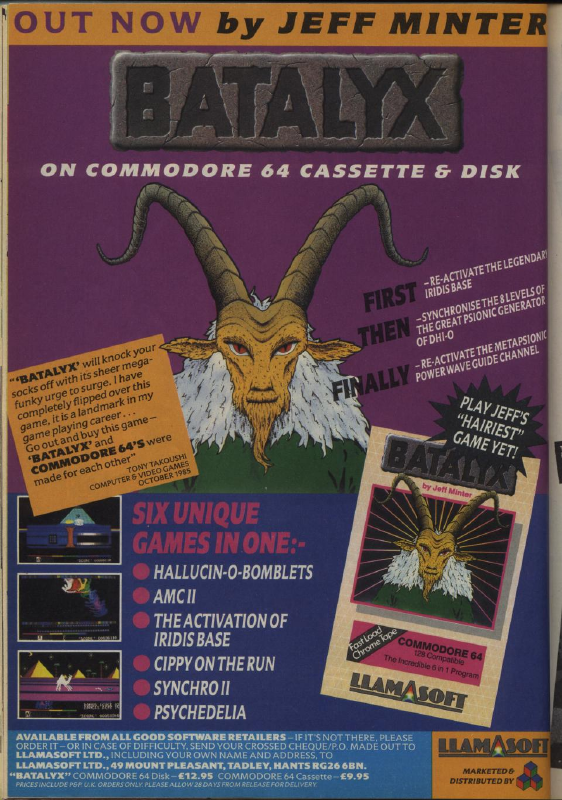 OUT NOW by JEFF MINTER
BATALYX
ON COMMODORE 64 CASSETTE & DISK
FIRST –RE-ACTIVATE THE LEGENDARY
IRIDIS BASE
THEN –SYNCHRONISE THE 8 LEVELS OF
THE GREAT PSIONIC GENERATOR
OF DHI-O
FINALLY –RE-ACTIVATE THE METAPSIONIC
POWER WAVE GUIDE CHANNEL
"'BATALYX' will knock your
socks off with its sheer mega-
funky urge to surge. I have
completely flipped over this
game, it is a landmark in my
game playing career...
Go out and buy this game—
'BATALYX' and
COMMODORE 64'S were
made for each other"
TONY TAKOUSHI
COMPUTER & VIDEO GAMES
OCTOBER 1985
PLAY JEFF'S
"HAIRIEST"
GAME YET!
BATALYX
by Jeff Minter
Fast Load
Chrome Tape
COMMODORE 64
128 Compatible
The Incredible 6 in 1 Program
LLAMASOFT
SIX UNIQUE
GAMES IN ONE:-
HALLUCIN-O-BOMBLETS
AMC II
THE ACTIVATION OF
IRIDIS BASE
CIPPY ON THE RUN
SYNCHRO II
PSYCHEDELIA
AVAILABLE FROM ALL GOOD SOFTWARE RETAILERS – IF IT'S NOT THERE, PLEASE
ORDER IT – OR IN CASE OF DIFFICULTY, SEND YOUR CROSSED CHEQUE/P.O. MADE OUT TO
LLAMASOFT LTD., INCLUDING YOUR OWN NAME AND ADDRESS, TO
LLAMASOFT LTD., 49 MOUNT PLEASANT, TADLEY, HANTS RG26 6BN.
"BATALYX" COMMODORE 64 Disk – £12.95 COMMODORE 64 Cassette – £9.95
PRICES INCLUDE P&P. U.K. ORDERS ONLY. PLEASE ALLOW 28 DAYS FROM RELEASE FOR DELIVERY.
LLAMASOFT
MARKETED &
DISTRIBUTED BY